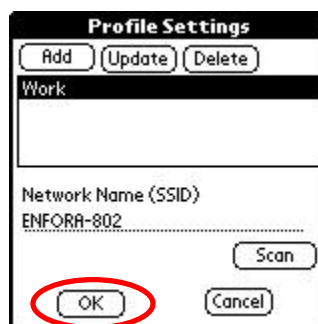 Profile Settings
Add Update Delete
Work
Network Name (SSID)
ENFORA-802
Scan
OK Cancel